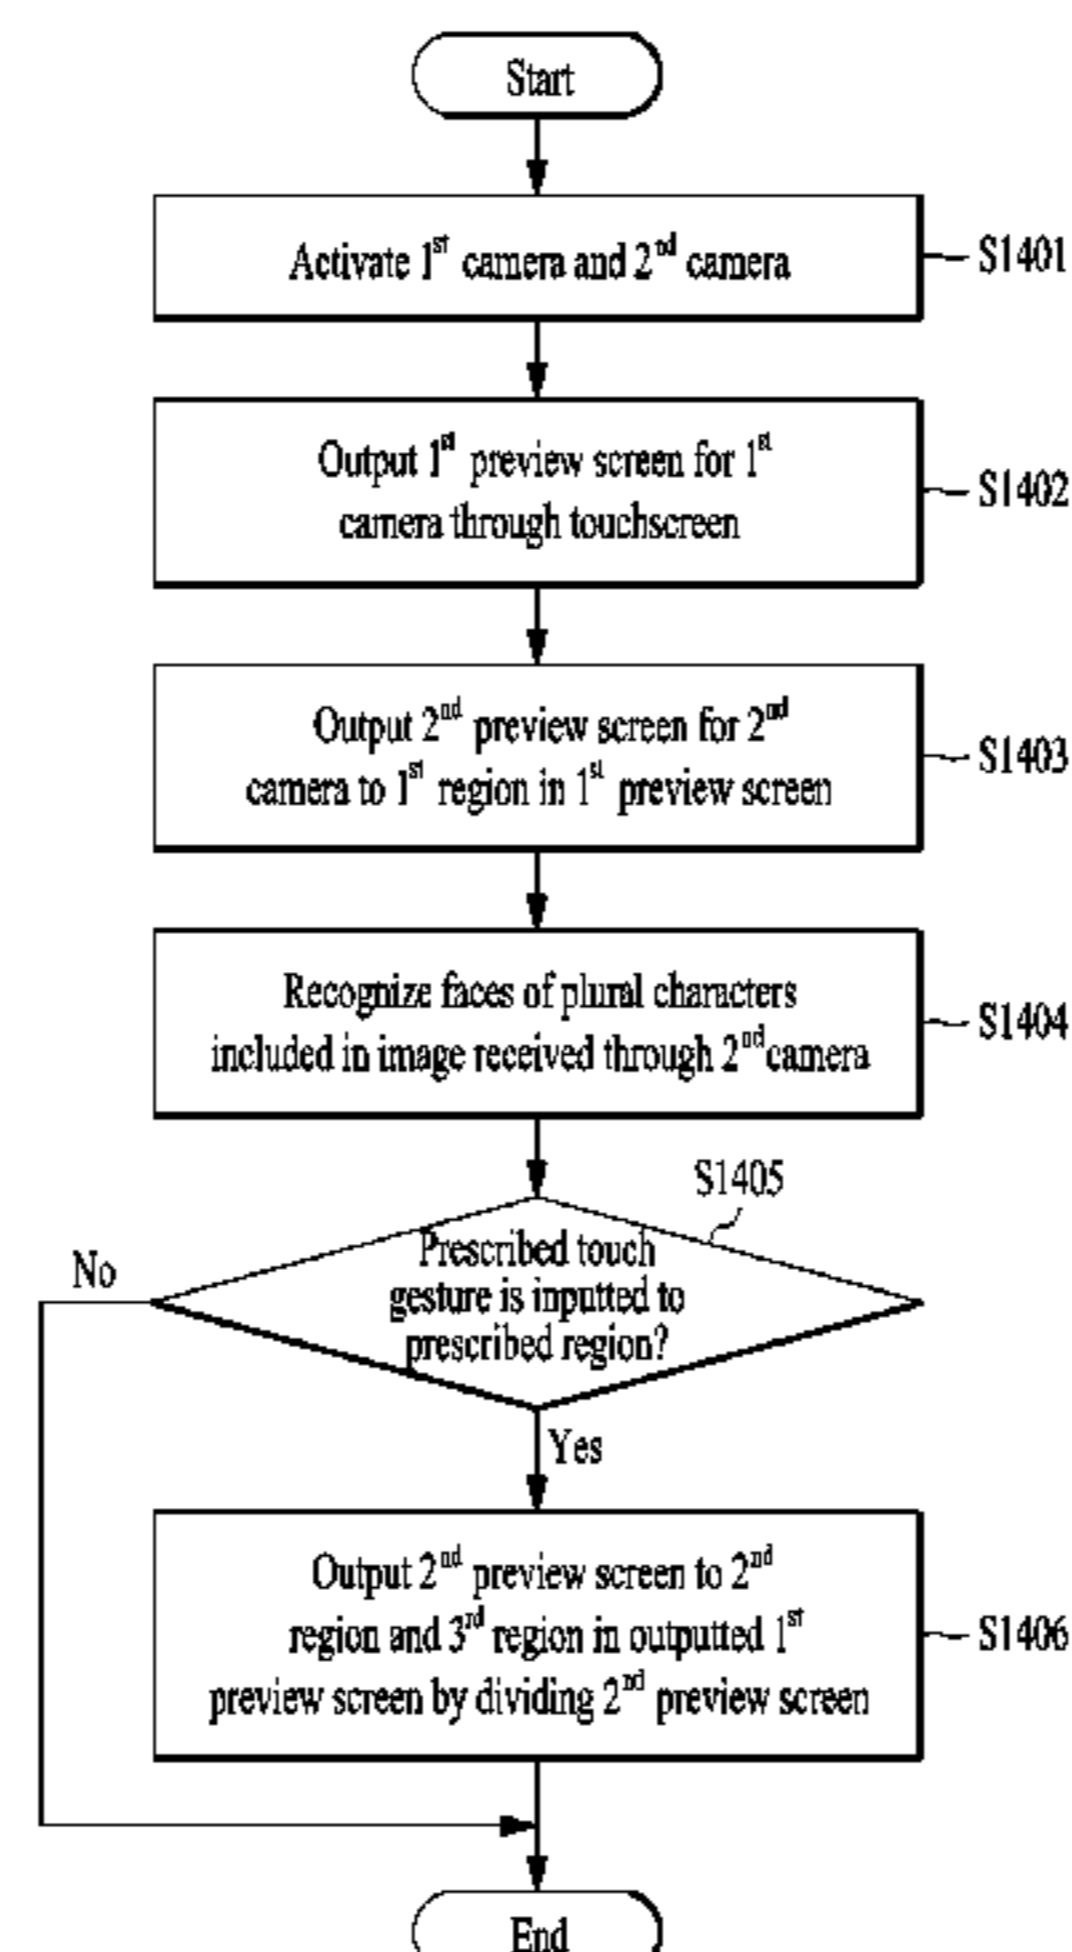 Start
Activate 1st camera and 2nd camera
S1401
Output 1st preview screen for 1st
camera through touchscreen
S1402
Output 2nd preview screen for 2nd
camera to 1st region in 1st preview screen
S1403
Recognize faces of plural characters
included in image received through 2nd camera
S1404
S1405
Prescribed touch
gesture is inputted to
prescribed region?
No
Yes
Output 2nd preview screen to 2nd
region and 3rd region in outputted 1st
preview screen by dividing 2nd preview screen
S1406
End